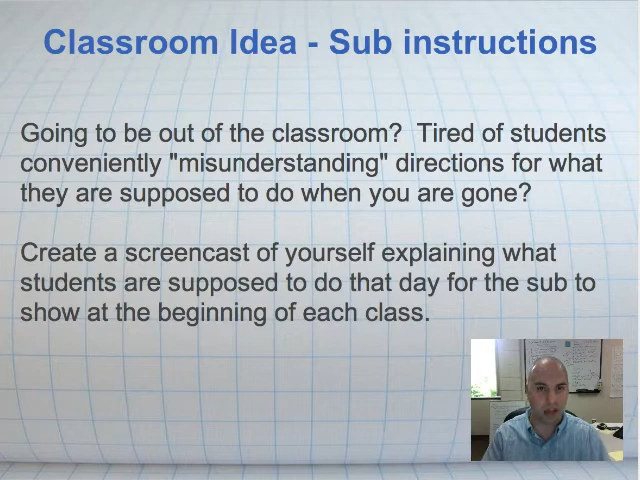 Classroom Idea - Sub instructions
Going to be out of the classroom?  Tired of students
conveniently "misunderstanding" directions for what
they are supposed to do when you are gone?
Create a screencast of yourself explaining what
students are supposed to do that day for the sub to
show at the beginning of each class.